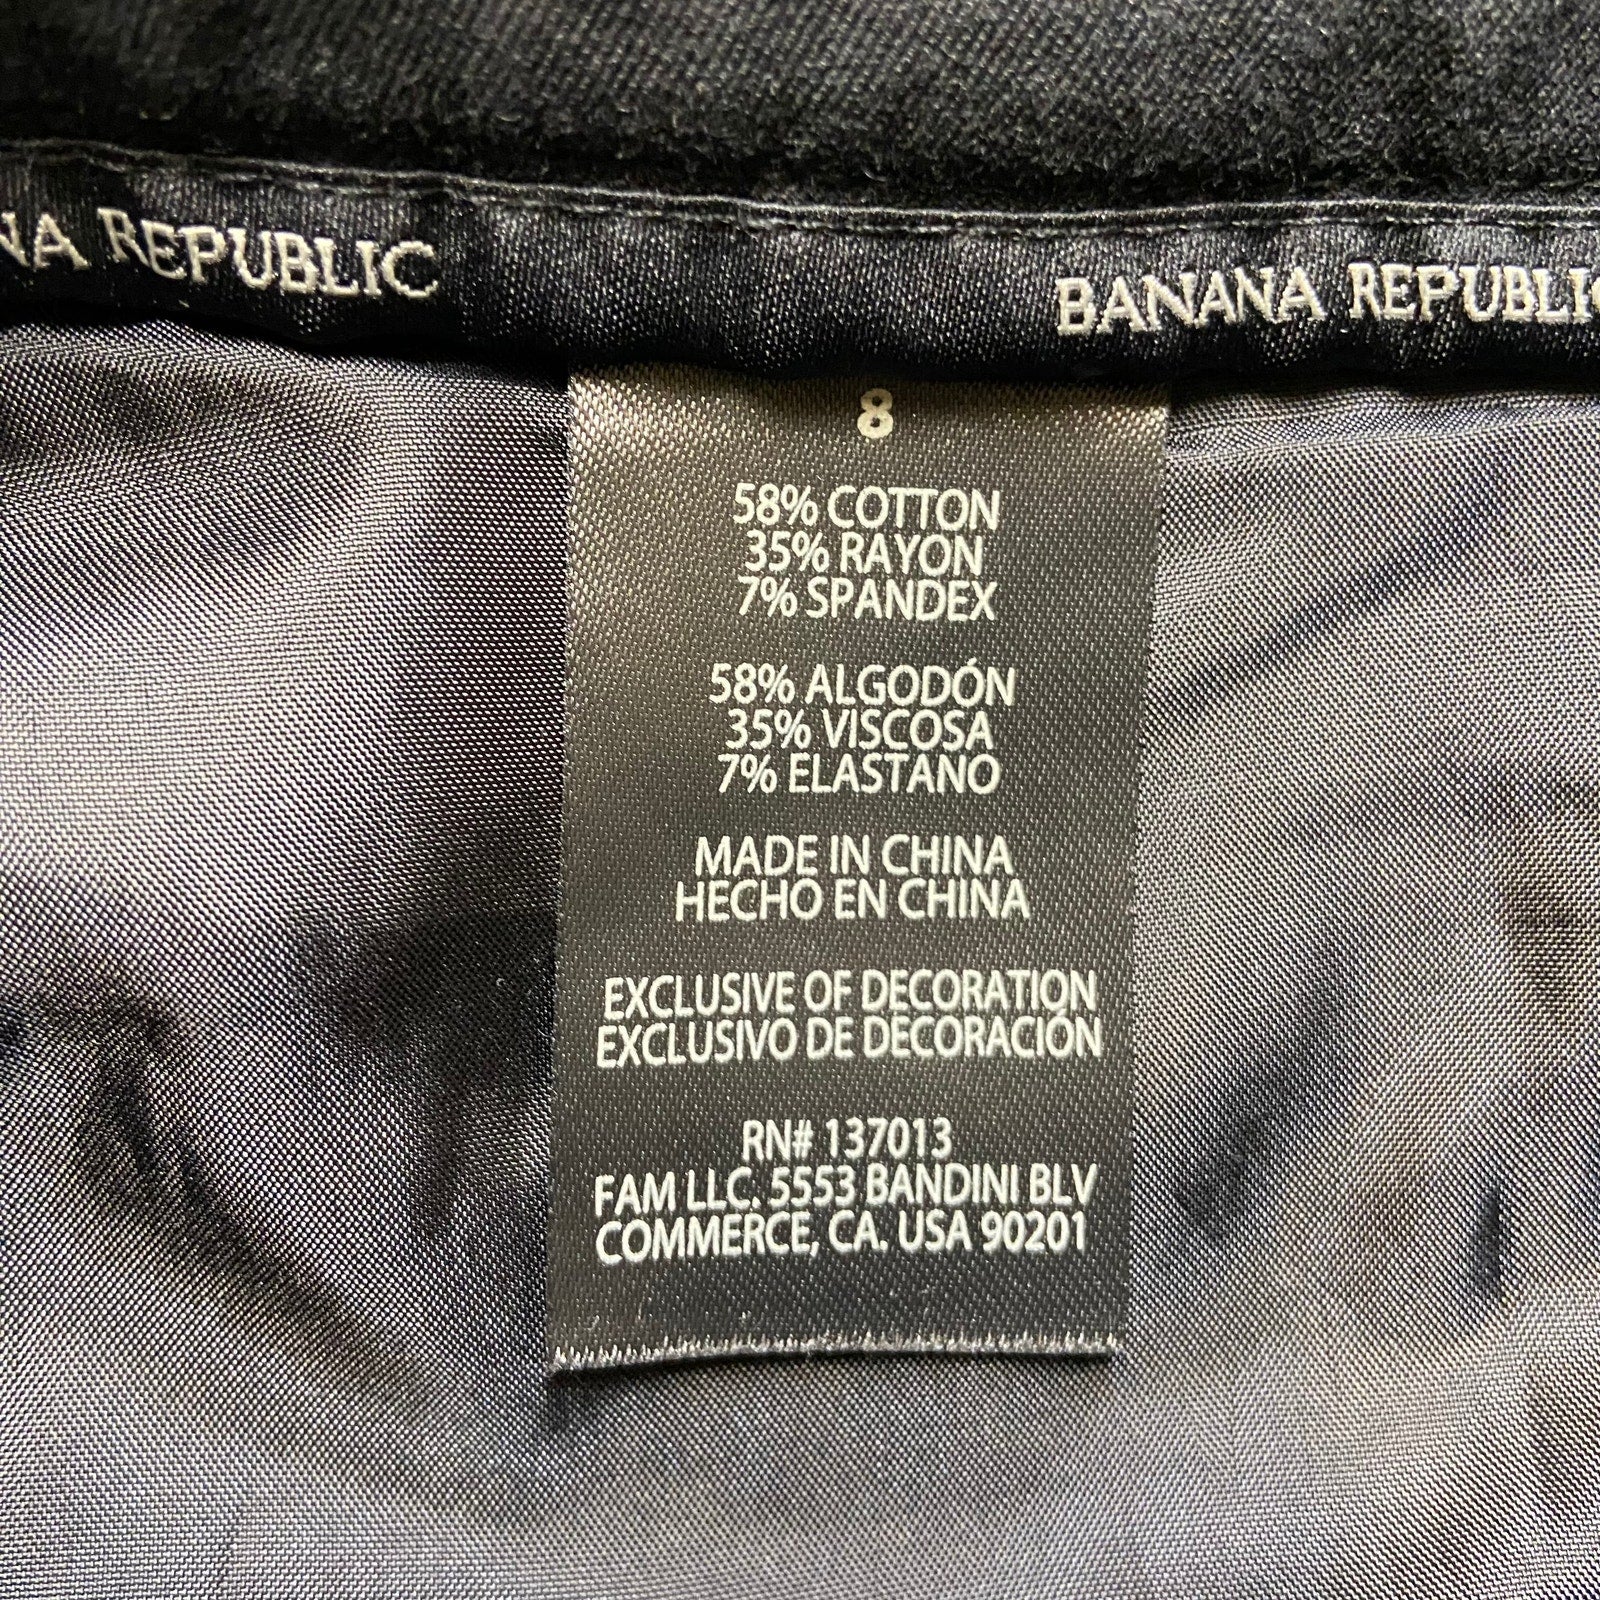 NA REPUBLIC
BANANA REPUBLIC
8
58% COTTON
35% RAYON
7% SPANDEX
58% ALGODÓN
35% VISCOSA
7% ELASTANO
MADE IN CHINA
HECHO EN CHINA
EXCLUSIVE OF DECORATION
EXCLUSIVO DE DECORACIÓN
RN# 137013
FAM LLC. 5553 BANDINI BLV
COMMERCE, CA. USA 90201